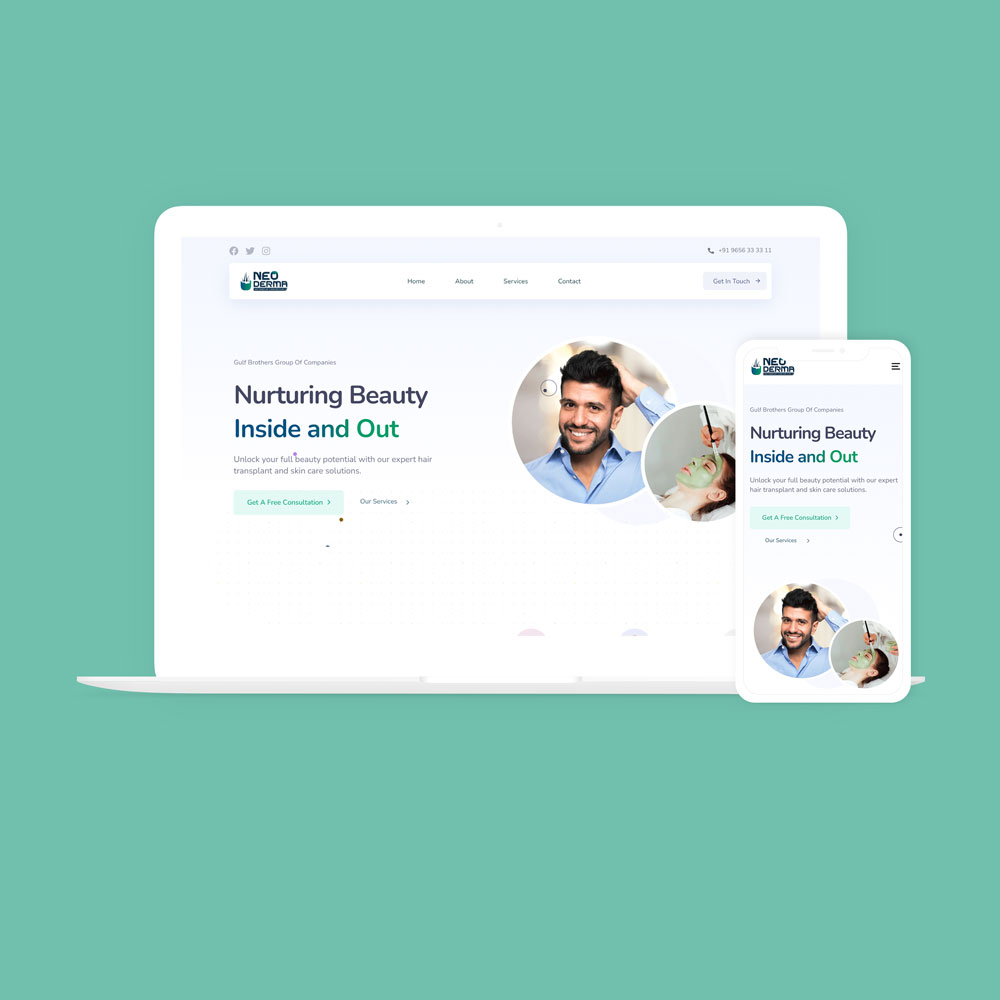 +91 9656 33 33 11
NEO
DERMA
Home About Services Contact
Get In Touch
Gulf Brothers Group Of Companies
Nurturing Beauty
Inside and Out
Unlock your full beauty potential with our expert hair
transplant and skin care solutions.
Get A Free Consultation
Our Services
NEO
DERMA
Gulf Brothers Group Of Companies
Nurturing Beauty
Inside and Out
Unlock your full beauty potential with our expert
hair transplant and skin care solutions.
Get A Free Consultation
Our Services